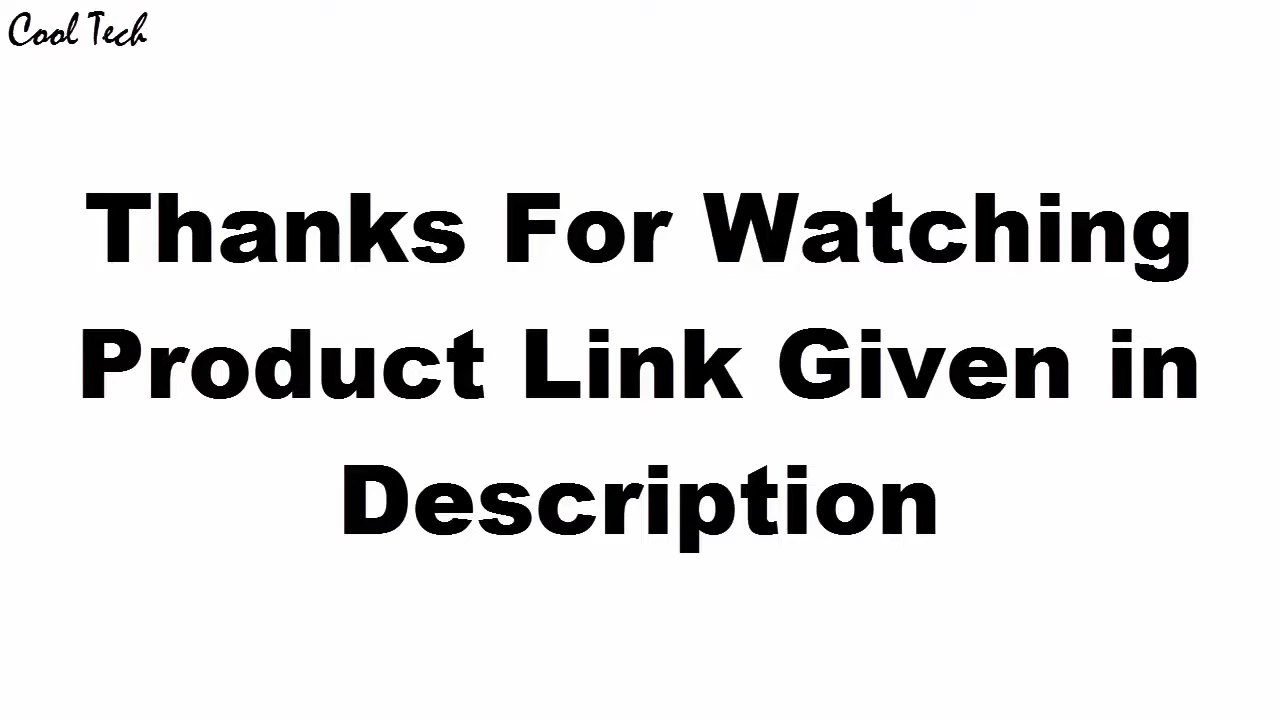 Cool Tech
Thanks For Watching
Product Link Given in
Description